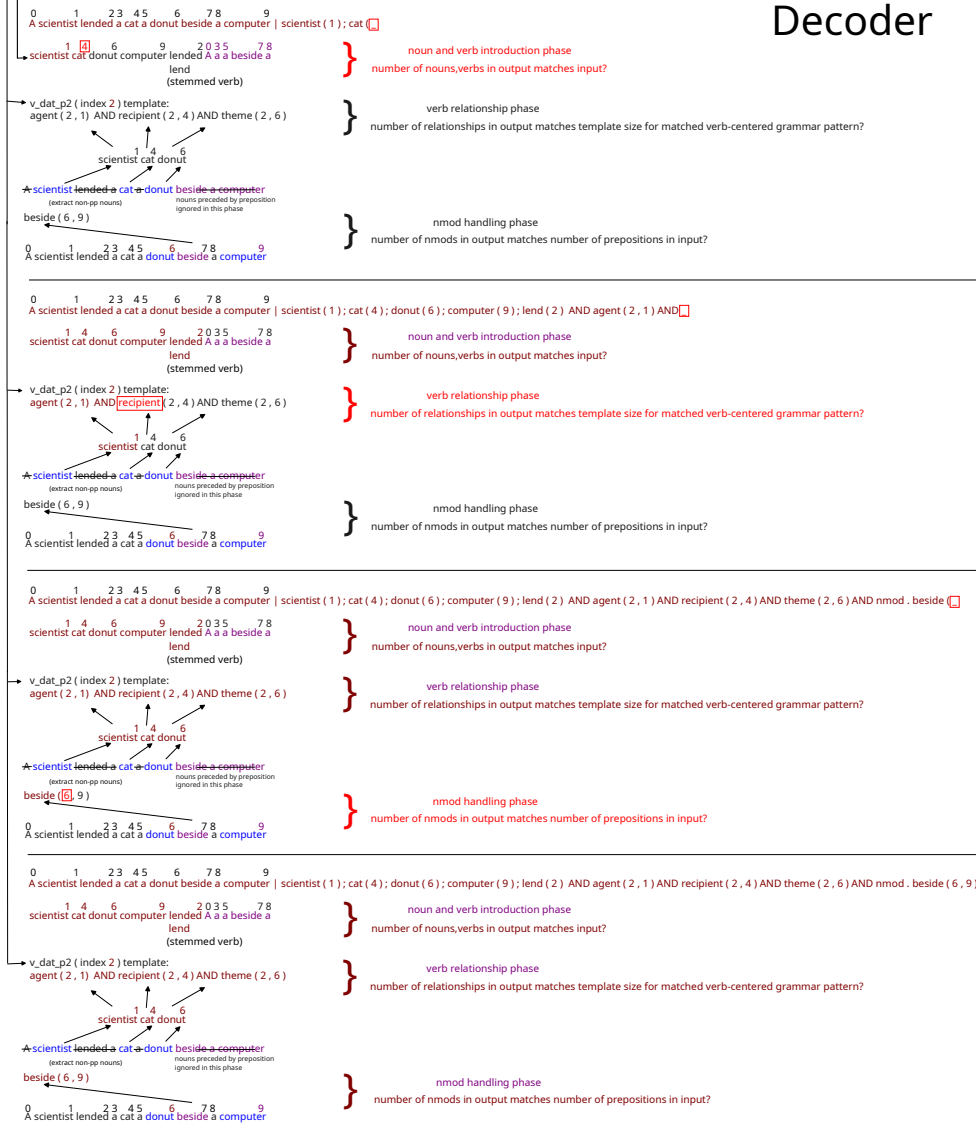 Decoder
0 1 2 3 4 5 6 7 8 9
A scientist lended a cat a donut beside a computer | scientist ( 1 ) ; cat ( _
1 4 6 9 2 0 3 5 7 8
scientist cat donut computer lended A a a beside a
lend
(stemmed verb)
} noun and verb introduction phase
number of nouns,verbs in output matches input?
v_dat_p2 ( index 2 ) template:
agent ( 2 , 1) AND recipient ( 2 , 4 ) AND theme ( 2 , 6 )
} verb relationship phase
number of relationships in output matches template size for matched verb-centered grammar pattern?
1 4 6
scientist cat donut
A scientist lended a cat a donut beside a computer
(extract non-pp nouns)
nouns preceded by preposition
ignored in this phase
beside ( 6 , 9 )
} nmod handling phase
number of nmods in output matches number of prepositions in input?
0 1 2 3 4 5 6 7 8 9
A scientist lended a cat a donut beside a computer
0 1 2 3 4 5 6 7 8 9
A scientist lended a cat a donut beside a computer | scientist ( 1 ) ; cat ( 4 ) ; donut ( 6 ) ; computer ( 9 ) ; lend ( 2 ) AND agent ( 2 , 1 ) AND _
1 4 6 9 2 0 3 5 7 8
scientist cat donut computer lended A a a beside a
lend
(stemmed verb)
} noun and verb introduction phase
number of nouns,verbs in output matches input?
v_dat_p2 ( index 2 ) template:
agent ( 2 , 1) AND recipient ( 2 , 4 ) AND theme ( 2 , 6 )
} verb relationship phase
number of relationships in output matches template size for matched verb-centered grammar pattern?
1 4 6
scientist cat donut
A scientist lended a cat a donut beside a computer
(extract non-pp nouns)
nouns preceded by preposition
ignored in this phase
beside ( 6 , 9 )
} nmod handling phase
number of nmods in output matches number of prepositions in input?
0 1 2 3 4 5 6 7 8 9
A scientist lended a cat a donut beside a computer
0 1 2 3 4 5 6 7 8 9
A scientist lended a cat a donut beside a computer | scientist ( 1 ) ; cat ( 4 ) ; donut ( 6 ) ; computer ( 9 ) ; lend ( 2 ) AND agent ( 2 , 1 ) AND recipient ( 2 , 4 ) AND theme ( 2 , 6 ) AND nmod . beside ( _
1 4 6 9 2 0 3 5 7 8
scientist cat donut computer lended A a a beside a
lend
(stemmed verb)
} noun and verb introduction phase
number of nouns,verbs in output matches input?
v_dat_p2 ( index 2 ) template:
agent ( 2 , 1) AND recipient ( 2 , 4 ) AND theme ( 2 , 6 )
} verb relationship phase
number of relationships in output matches template size for matched verb-centered grammar pattern?
1 4 6
scientist cat donut
A scientist lended a cat a donut beside a computer
(extract non-pp nouns)
nouns preceded by preposition
ignored in this phase
beside ( 6 , 9 )
} nmod handling phase
number of nmods in output matches number of prepositions in input?
0 1 2 3 4 5 6 7 8 9
A scientist lended a cat a donut beside a computer
0 1 2 3 4 5 6 7 8 9
A scientist lended a cat a donut beside a computer | scientist ( 1 ) ; cat ( 4 ) ; donut ( 6 ) ; computer ( 9 ) ; lend ( 2 ) AND agent ( 2 , 1 ) AND recipient ( 2 , 4 ) AND theme ( 2 , 6 ) AND nmod . beside ( 6 , 9 )
1 4 6 9 2 0 3 5 7 8
scientist cat donut computer lended A a a beside a
lend
(stemmed verb)
} noun and verb introduction phase
number of nouns,verbs in output matches input?
v_dat_p2 ( index 2 ) template:
agent ( 2 , 1) AND recipient ( 2 , 4 ) AND theme ( 2 , 6 )
} verb relationship phase
number of relationships in output matches template size for matched verb-centered grammar pattern?
1 4 6
scientist cat donut
A scientist lended a cat a donut beside a computer
(extract non-pp nouns)
nouns preceded by preposition
ignored in this phase
beside ( 6 , 9 )
} nmod handling phase
number of nmods in output matches number of prepositions in input?
0 1 2 3 4 5 6 7 8 9
A scientist lended a cat a donut beside a computer